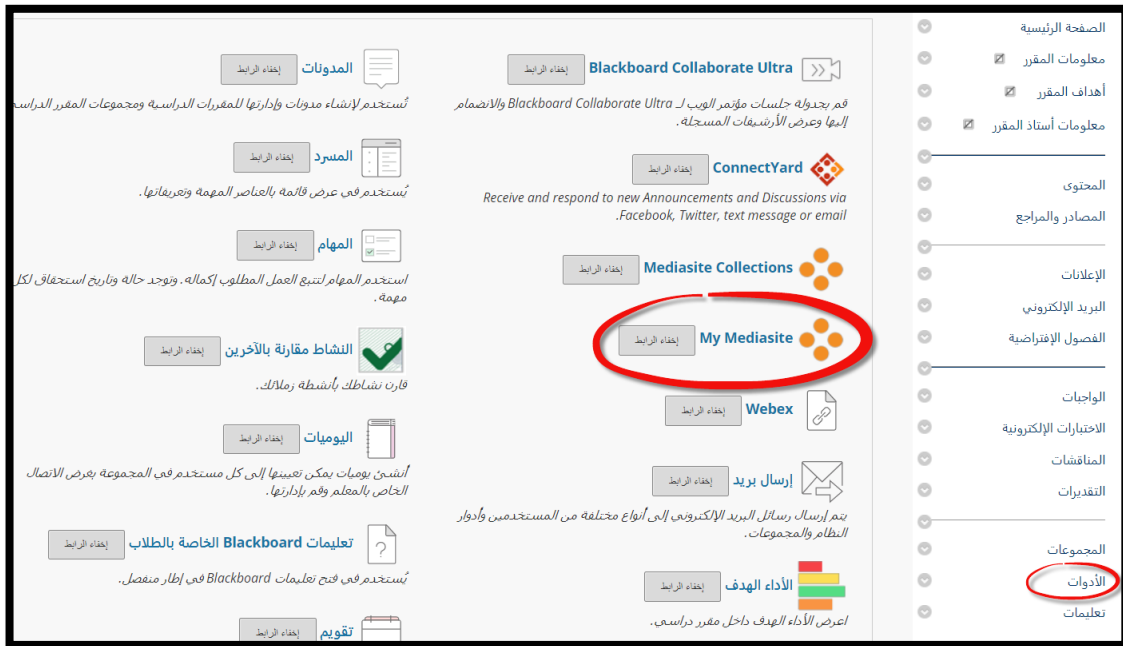 الصفحة الرئيسية
معلومات المقرر
أهداف المقرر
معلومات أستاذ المقرر
المحتوى
المصادر والمراجع
الإعلانات
البريد الإلكتروني
الفصول الإفتراضية
الواجبات
الاختبارات الإلكترونية
المناقشات
التقديرات
المجموعات
الأدوات
تعليمات
Blackboard Collaborate Ultra إخفاء الرابط
قم بجدولة جلسات مؤتمر الويب لـ Blackboard Collaborate Ultra والانضمام
إليها وعرض الأرشيفات المسجلة.
ConnectYard إخفاء الرابط
Receive and respond to new Announcements and Discussions via
.Facebook, Twitter, text message or email
Mediasite Collections إخفاء الرابط
My Mediasite إخفاء الرابط
Webex إخفاء الرابط
إرسال بريد إخفاء الرابط
يتم إرسال رسائل البريد الإلكتروني إلى أنواع مختلفة من المستخدمين وأدوار
النظام والمجموعات.
الأداء الهدف إخفاء الرابط
اعرض الأداء الهدف داخل مقرر دراسي.
المدونات إخفاء الرابط
تُستخدم لإنشاء مدونات وإدارتها للمقررات الدراسية ومجموعات المقرر
المسرد إخفاء الرابط
يُستخدم في عرض قائمة بالعناصر المهمة وتعريفاتها.
المهام إخفاء الرابط
استخدم المهام لتتبع العمل المطلوب إكماله. وتوجد حالة وتاريخ استحقاق لكل
مهمة.
النشاط مقارنة بالآخرين إخفاء الرابط
قارن نشاطك بأنشطة زملائك.
اليوميات إخفاء الرابط
أنشئ يوميات يمكن تعيينها إلى كل مستخدم في المجموعة بغرض الاتصال
الخاص بالمعلم وقم بإدارتها.
تعليمات Blackboard الخاصة بالطلاب إخفاء الرابط
يُستخدم في فتح تعليمات Blackboard في إطار منفصل.
تقويم إخفاء الرابط